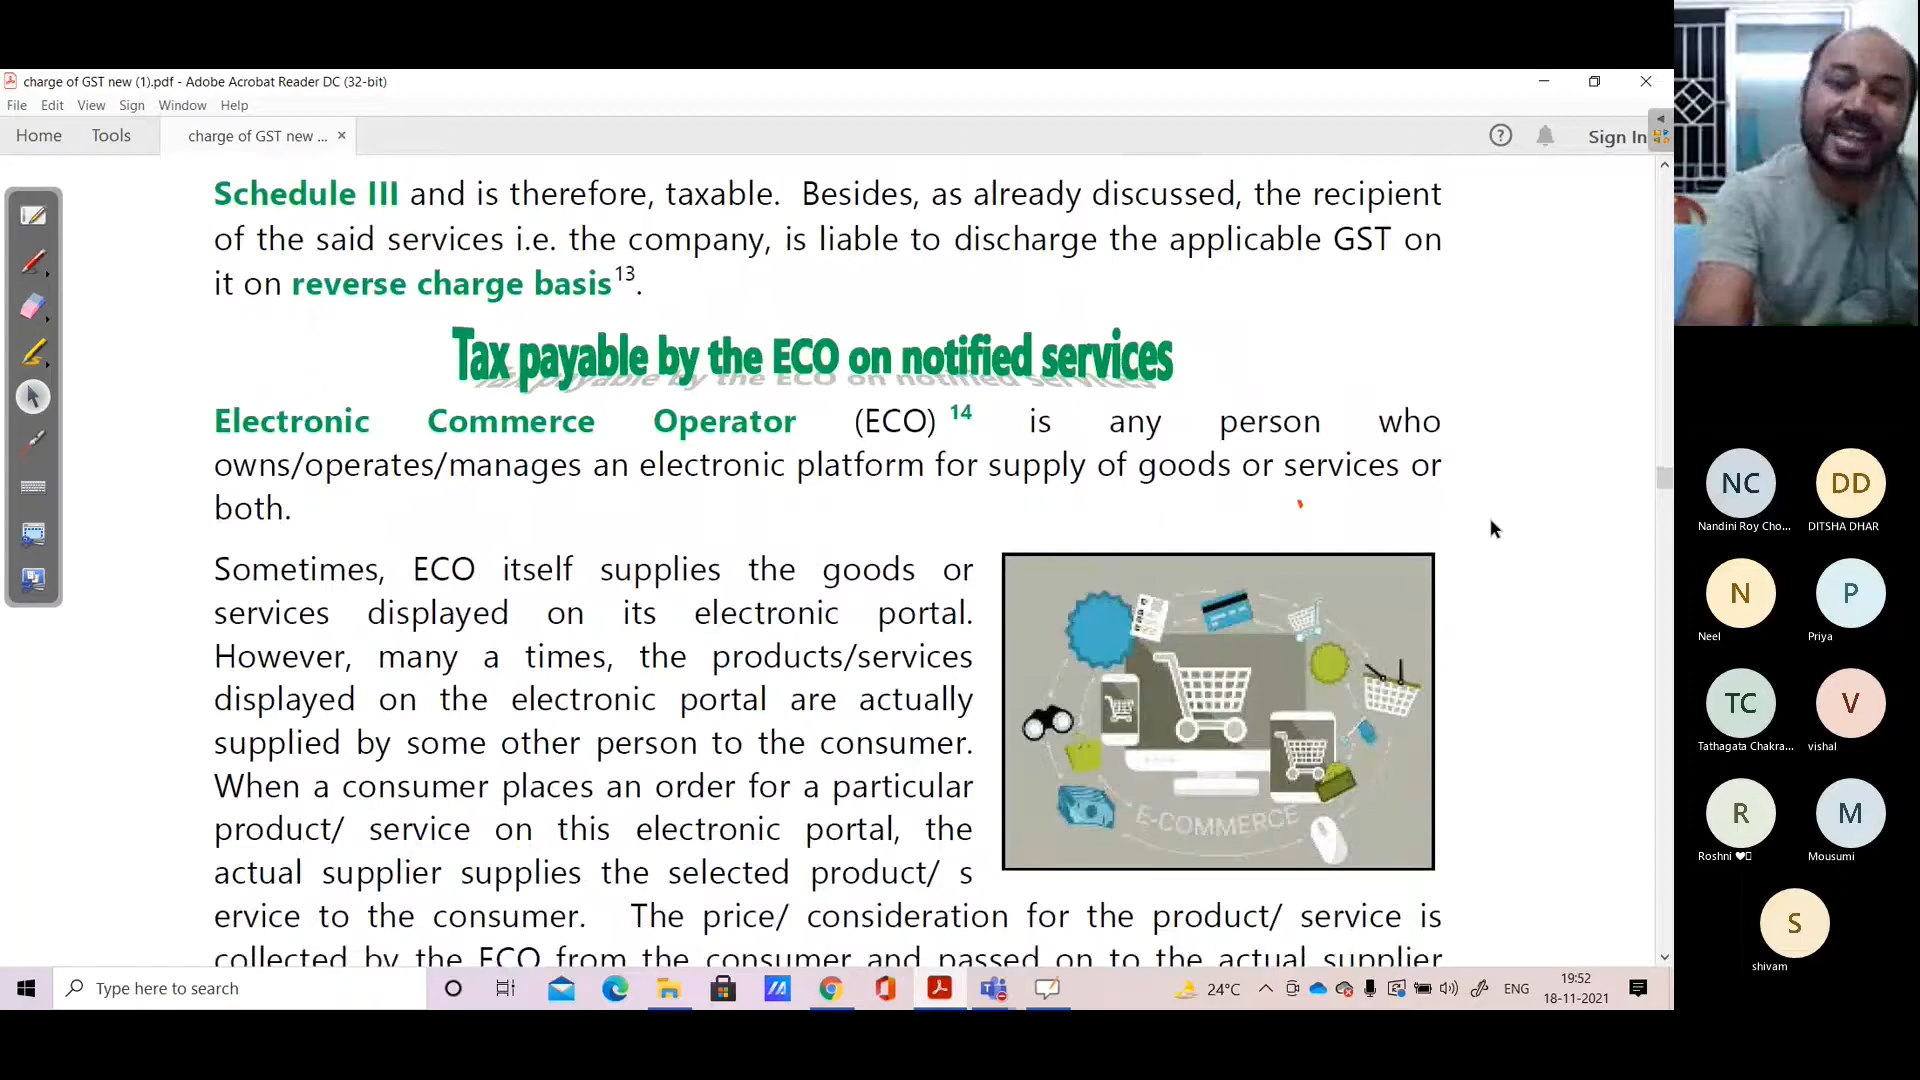 charge of GST new (1).pdf - Adobe Acrobat Reader DC (32-bit)
File Edit View Sign Window Help
Home Tools charge of GST new ... × Sign In
Schedule III and is therefore, taxable. Besides, as already discussed, the recipient
of the said services i.e. the company, is liable to discharge the applicable GST on
it on reverse charge basis13.
Tax payable by the ECO on notified services
Electronic Commerce Operator (ECO) 14 is any person who
owns/operates/manages an electronic platform for supply of goods or services or
both.
Sometimes, ECO itself supplies the goods or
services displayed on its electronic portal.
However, many a times, the products/services
displayed on the electronic portal are actually
supplied by some other person to the consumer.
When a consumer places an order for a particular
product/ service on this electronic portal, the
actual supplier supplies the selected product/ s
ervice to the consumer. The price/ consideration for the product/ service is
collected by the ECO from the consumer and passed on to the actual supplier
E-COMMERCE
NC DD
Nandini Roy Cho... DITSHA DHAR
N P
Neel Priya
TC V
Tathagata Chakra... vishal
R M
Roshni ❤ Mousumi
S
shivam
Type here to search
24°C ENG 19:52
18-11-2021